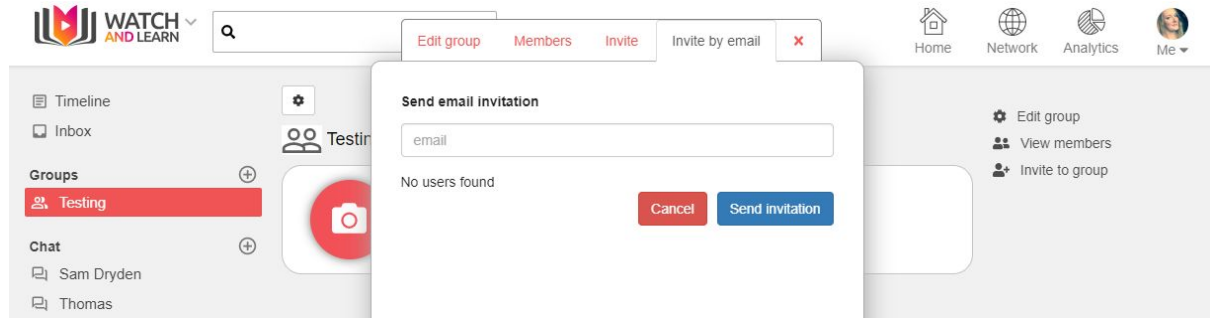 WATCH
AND LEARN
Edit group
Members
Invite
Invite by email
Home
Network
Analytics
Me
Timeline
Inbox
Groups
Testing
Chat
Sam Dryden
Thomas
Testin
Send email invitation
email
No users found
Cancel
Send invitation
Edit group
View members
Invite to group